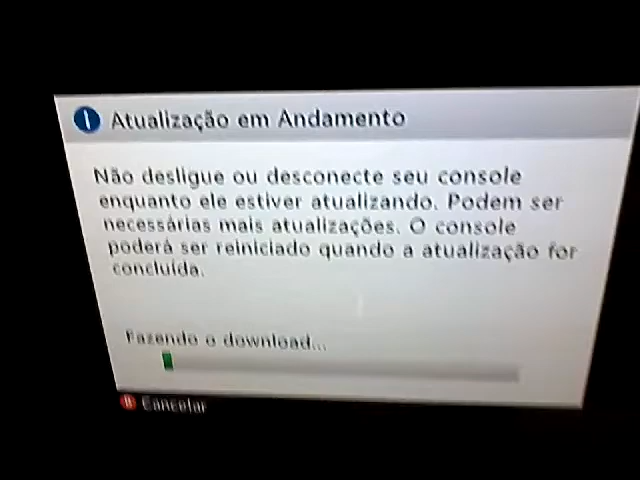 Atualização em Andamento
Não desligue ou desconecte seu console
enquanto ele estiver atualizando. Podem ser
necessárias mais atualizações. O console
poderá ser reiniciado quando a atualização for
concluída.
Fazendo o download...
B Cancelar